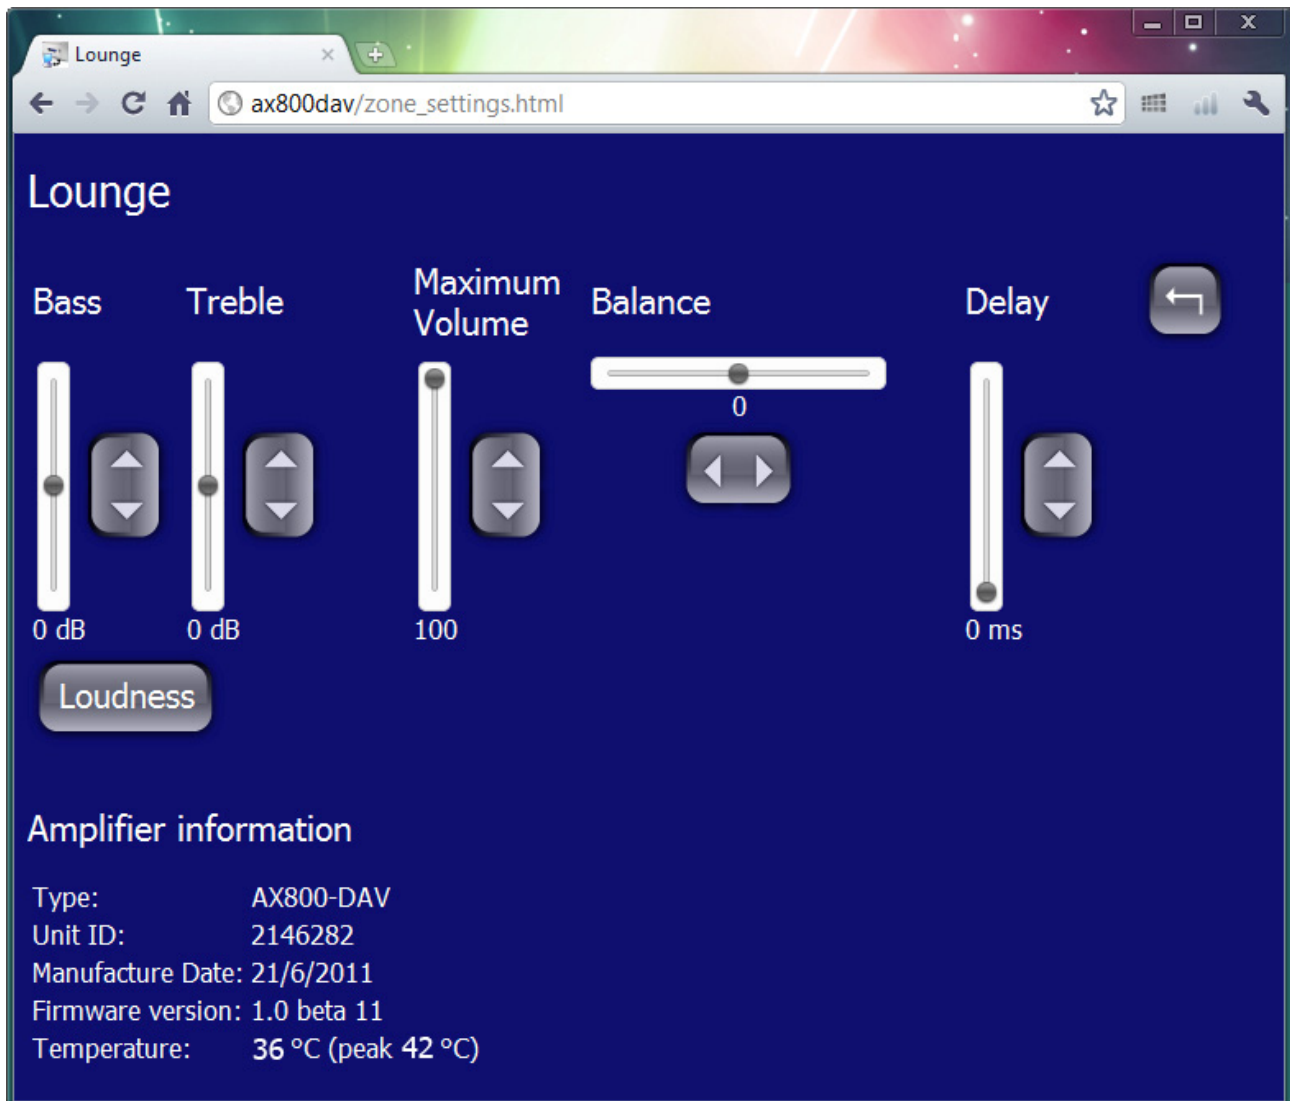 Lounge
ax800dav/zone_settings.html
Lounge
Bass
Treble
Maximum
Volume
Balance
Delay
0
0 dB
0 dB
100
0 ms
Loudness
Amplifier information
Type: AX800-DAV
Unit ID: 2146282
Manufacture Date: 21/6/2011
Firmware version: 1.0 beta 11
Temperature: 36 °C (peak 42 °C)